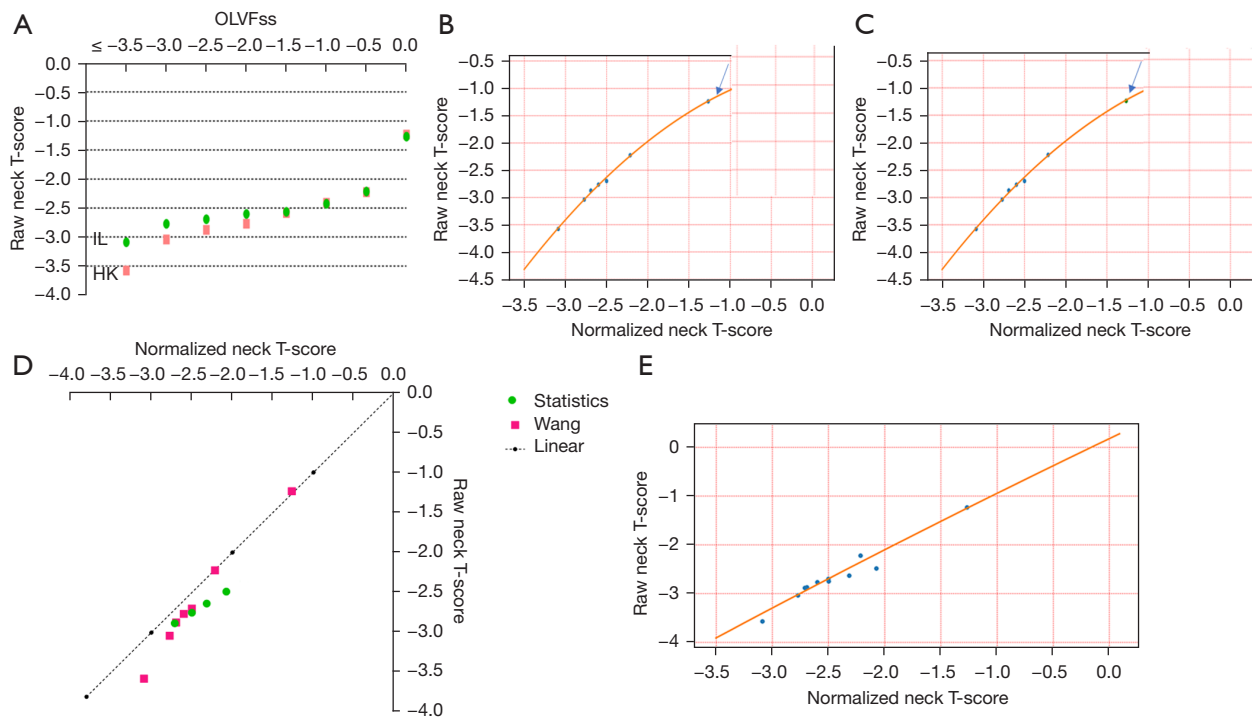 A
OLVFss
≤ −3.5 −3.0 −2.5 −2.0 −1.5 −1.0 −0.5 0.0
Raw neck T-score
0.0
−0.5
−1.0
−1.5
−2.0
−2.5
−3.0
−3.5
−4.0
IL
HK
B
Raw neck T-score
−0.5
−1.0
−1.5
−2.0
−2.5
−3.0
−3.5
−4.0
−4.5
−3.5 −3.0 −2.5 −2.0 −1.5 −1.0 −0.5 0.0
Normalized neck T-score
C
Raw neck T-score
−0.5
−1.0
−1.5
−2.0
−2.5
−3.0
−3.5
−4.0
−4.5
−3.5 −3.0 −2.5 −2.0 −1.5 −1.0 −0.5 0.0
Normalized neck T-score
D
Normalized neck T-score
−4.0 −3.5 −3.0 −2.5 −2.0 −1.5 −1.0 −0.5 0.0
0.0
−0.5
−1.0
−1.5
−2.0
−2.5
−3.0
−3.5
−4.0
Raw neck T-score
Statistics
Wang
Linear
E
Raw neck T-score
0
−1
−2
−3
−4
−3.5 −3.0 −2.5 −2.0 −1.5 −1.0 −0.5 0.0
Normalized neck T-score